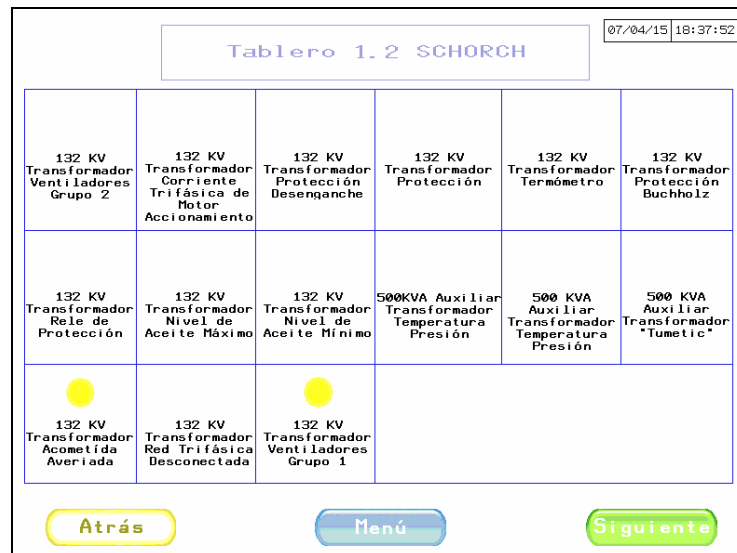 07/04/15 18:37:52
Tablero 1.2 SCHORCH
132 KV
Transformador
Ventiladores
Grupo 2
132 KV
Transformador
Corriente
Trifásica de
Motor
Accionamiento
132 KV
Transformador
Protección
Desenganche
132 KV
Transformador
Protección
132 KV
Transformador
Termómetro
132 KV
Transformador
Protección
Buchholz
132 KV
Transformador
Rele de
Protección
132 KV
Transformador
Nivel de
Aceite Máximo
132 KV
Transformador
Nivel de
Aceite Mínimo
500KVA Auxiliar
Transformador
Temperatura
Presión
500 KVA
Auxiliar
Transformador
Temperatura
Presión
500 KVA
Auxiliar
Transformador
"Tumetic"
132 KV
Transformador
Acometída
Averiada
132 KV
Transformador
Red Trifásica
Desconectada
132 KV
Transformador
Ventiladores
Grupo 1
Atrás
Menú
Siguiente